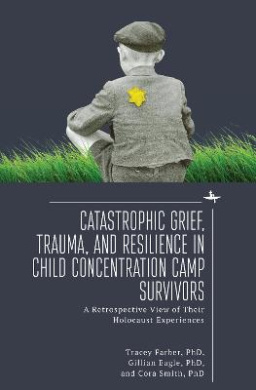 CATASTROPHIC GRIEF,
TRAUMA, AND RESILIENCE IN
CHILD CONCENTRATION CAMP
SURVIVORS
A Retrospective View of Their
Holocaust Experiences
Tracey Farber, PhD,
Gillian Eagle, PhD,
and Cora Smith, PhD